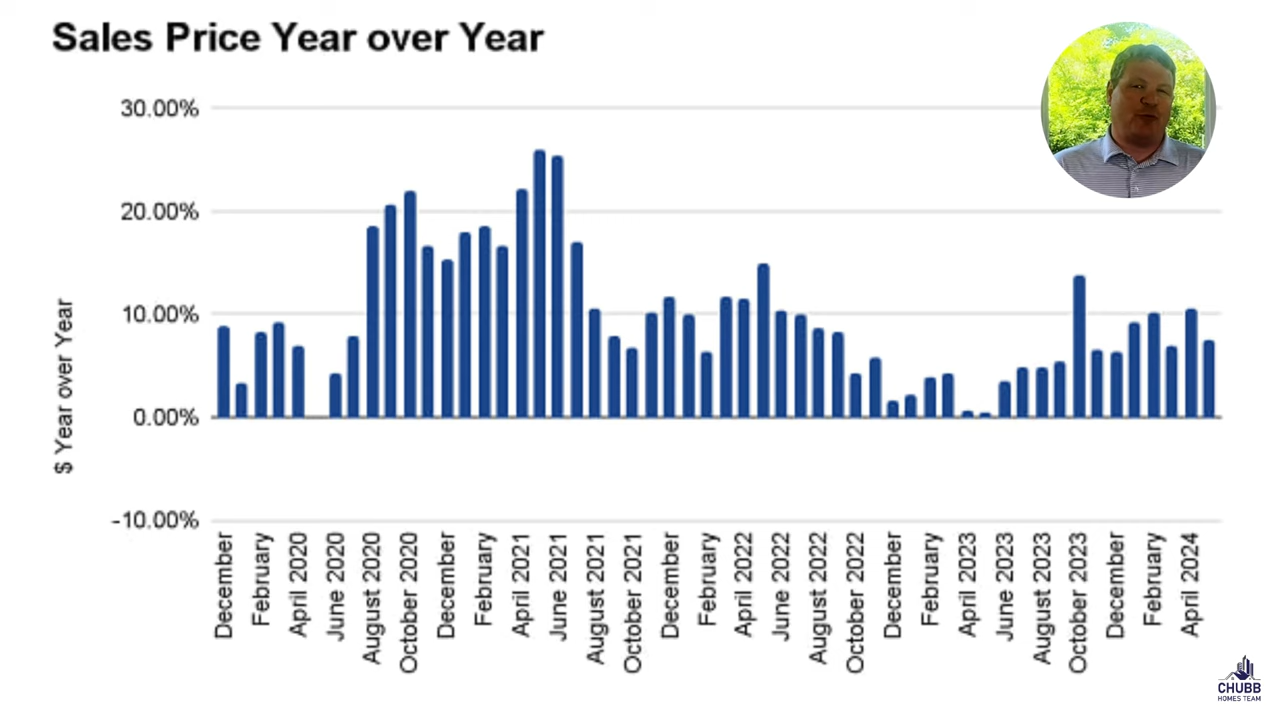 Sales Price Year over Year
30.00%
20.00%
10.00%
0.00%
-10.00%
$ Year over Year
December
February
April 2020
June 2020
August 2020
October 2020
December
February
April 2021
June 2021
August 2021
October 2021
December
February
April 2022
June 2022
August 2022
October 2022
December
February
April 2023
June 2023
August 2023
October 2023
December
February
April 2024
CHUBB
HOMES TEAM